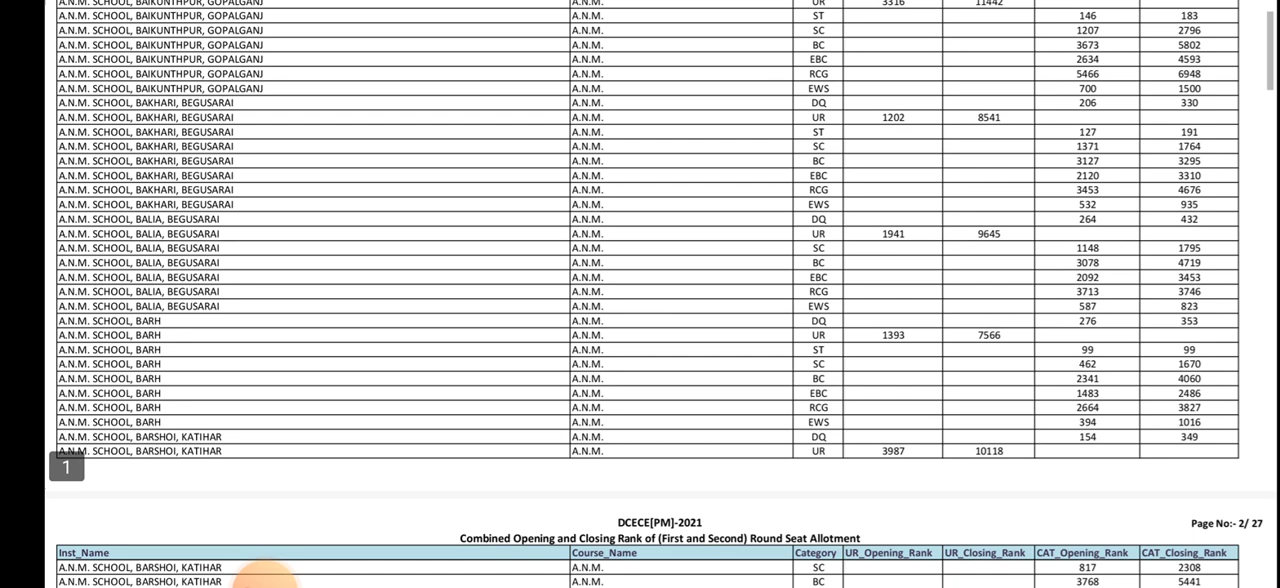 A.N.M. SCHOOL, BAIKUNTHPUR, GOPALGANJ A.N.M. UR 3316 11442
A.N.M. SCHOOL, BAIKUNTHPUR, GOPALGANJ A.N.M. ST 146 183
A.N.M. SCHOOL, BAIKUNTHPUR, GOPALGANJ A.N.M. SC 1207 2796
A.N.M. SCHOOL, BAIKUNTHPUR, GOPALGANJ A.N.M. BC 3673 5802
A.N.M. SCHOOL, BAIKUNTHPUR, GOPALGANJ A.N.M. EBC 2634 4593
A.N.M. SCHOOL, BAIKUNTHPUR, GOPALGANJ A.N.M. RCG 5466 6948
A.N.M. SCHOOL, BAIKUNTHPUR, GOPALGANJ A.N.M. EWS 700 1500
A.N.M. SCHOOL, BAKHARI, BEGUSARAI A.N.M. DQ 206 330
A.N.M. SCHOOL, BAKHARI, BEGUSARAI A.N.M. UR 1202 8541
A.N.M. SCHOOL, BAKHARI, BEGUSARAI A.N.M. ST 127 191
A.N.M. SCHOOL, BAKHARI, BEGUSARAI A.N.M. SC 1371 1764
A.N.M. SCHOOL, BAKHARI, BEGUSARAI A.N.M. BC 3127 3295
A.N.M. SCHOOL, BAKHARI, BEGUSARAI A.N.M. EBC 2120 3310
A.N.M. SCHOOL, BAKHARI, BEGUSARAI A.N.M. RCG 3453 4676
A.N.M. SCHOOL, BAKHARI, BEGUSARAI A.N.M. EWS 532 935
A.N.M. SCHOOL, BALIA, BEGUSARAI A.N.M. DQ 264 432
A.N.M. SCHOOL, BALIA, BEGUSARAI A.N.M. UR 1941 9645
A.N.M. SCHOOL, BALIA, BEGUSARAI A.N.M. SC 1148 1795
A.N.M. SCHOOL, BALIA, BEGUSARAI A.N.M. BC 3078 4719
A.N.M. SCHOOL, BALIA, BEGUSARAI A.N.M. EBC 2092 3453
A.N.M. SCHOOL, BALIA, BEGUSARAI A.N.M. RCG 3713 3746
A.N.M. SCHOOL, BALIA, BEGUSARAI A.N.M. EWS 587 823
A.N.M. SCHOOL, BARH A.N.M. DQ 276 353
A.N.M. SCHOOL, BARH A.N.M. UR 1393 7566
A.N.M. SCHOOL, BARH A.N.M. ST 99 99
A.N.M. SCHOOL, BARH A.N.M. SC 462 1670
A.N.M. SCHOOL, BARH A.N.M. BC 2341 4060
A.N.M. SCHOOL, BARH A.N.M. EBC 1483 2486
A.N.M. SCHOOL, BARH A.N.M. RCG 2664 3827
A.N.M. SCHOOL, BARH A.N.M. EWS 394 1016
A.N.M. SCHOOL, BARSHOI, KATIHAR A.N.M. DQ 154 349
A.N.M. SCHOOL, BARSHOI, KATIHAR A.N.M. UR 3987 10118
1
DCECE[PM]-2021 Page No:- 2/ 27
Combined Opening and Closing Rank of (First and Second) Round Seat Allotment
Inst_Name Course_Name Category UR_Opening_Rank UR_Closing_Rank CAT_Opening_Rank CAT_Closing_Rank
A.N.M. SCHOOL, BARSHOI, KATIHAR A.N.M. SC 817 2308
A.N.M. SCHOOL, BARSHOI, KATIHAR A.N.M. BC 3768 5441